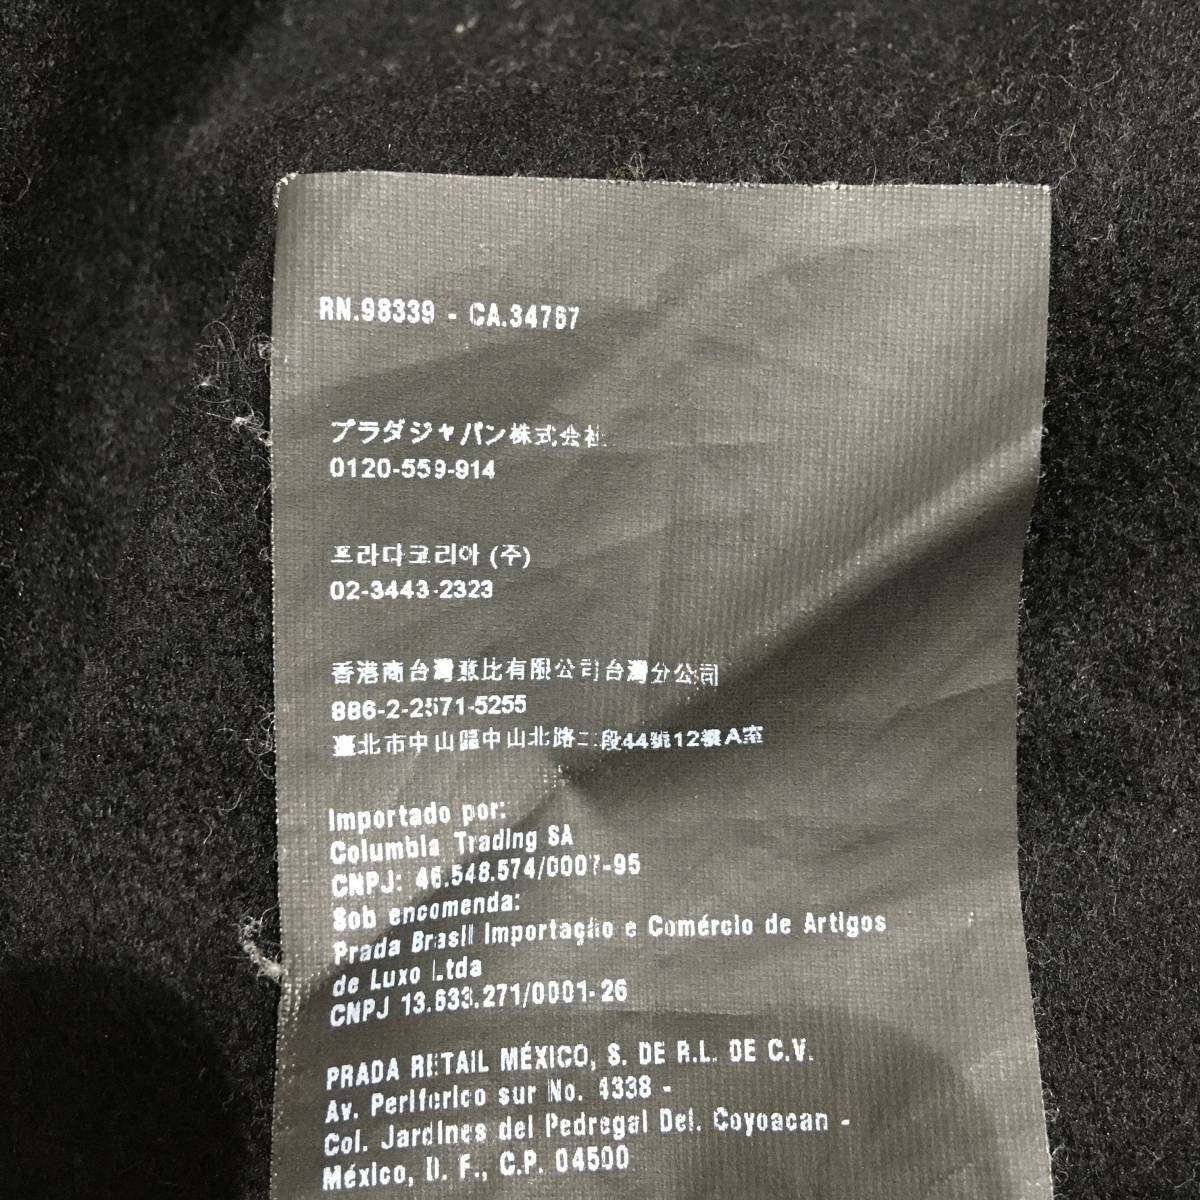 RN.98339 - CA.34767
プラダジャパン株式会社
0120-559-914
프라다코리아 (주)
02-3443-2323
香港商台灣普比有限公司台灣分公司
886-2-2571-5255
臺北市中山區中山北路二段44號12樓A室
Importado por:
Columbia Trading SA
CNPJ: 46.548.574/0007-95
Sob encomenda:
Prada Brasil Importação e Comércio de Artigos
de Luxo Ltda
CNPJ 13.633.271/0001-26
PRADA RETAIL MÉXICO, S. DE R.L. DE C.V.
Av. Periferico sur No. 4338 -
Col. Jardines del Pedregal Del. Coyoacan -
México, D. F., C.P. 04500